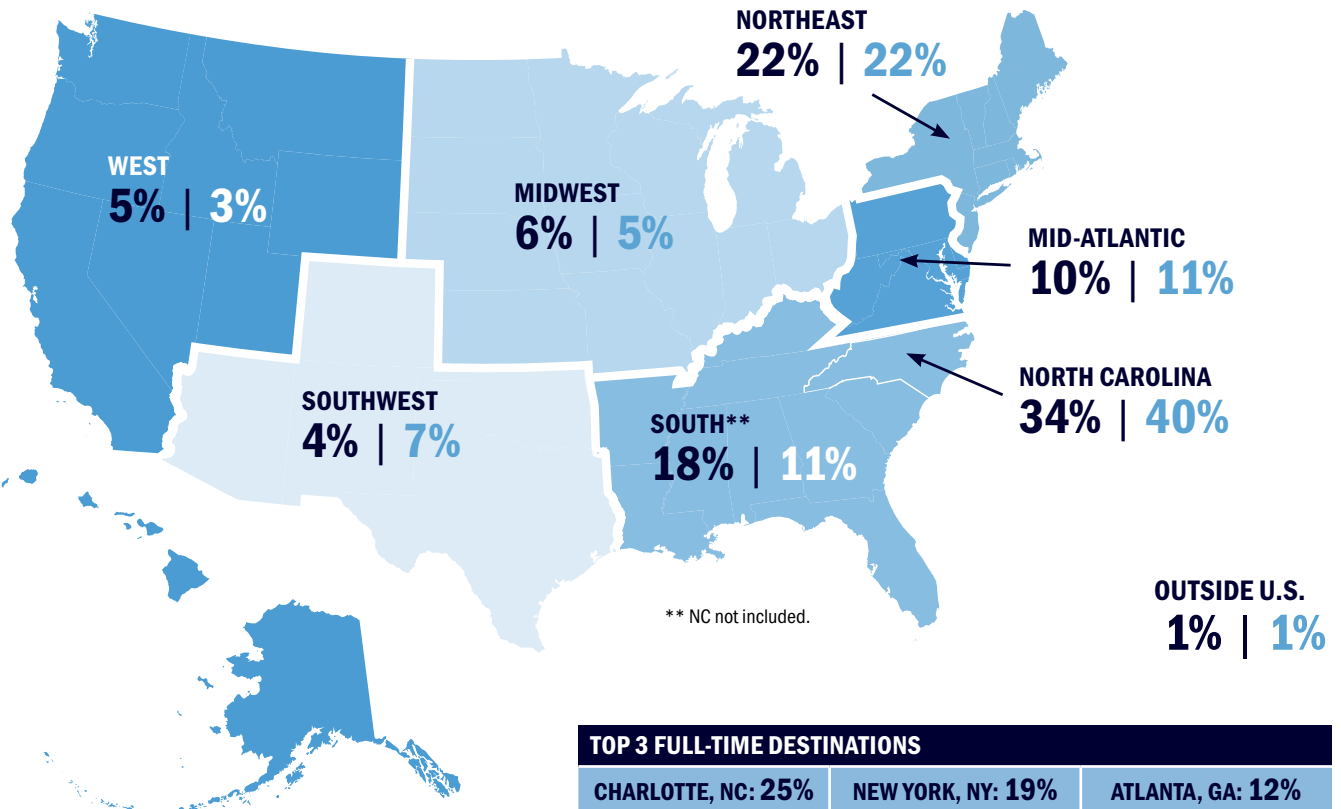 NORTHEAST
22% | 22%
WEST
5% | 3%
MIDWEST
6% | 5%
MID-ATLANTIC
10% | 11%
NORTH CAROLINA
34% | 40%
SOUTHWEST
4% | 7%
SOUTH**
18% | 11%
** NC not included.
OUTSIDE U.S.
1% | 1%
TOP 3 FULL-TIME DESTINATIONS
CHARLOTTE, NC: 25%
NEW YORK, NY: 19%
ATLANTA, GA: 12%